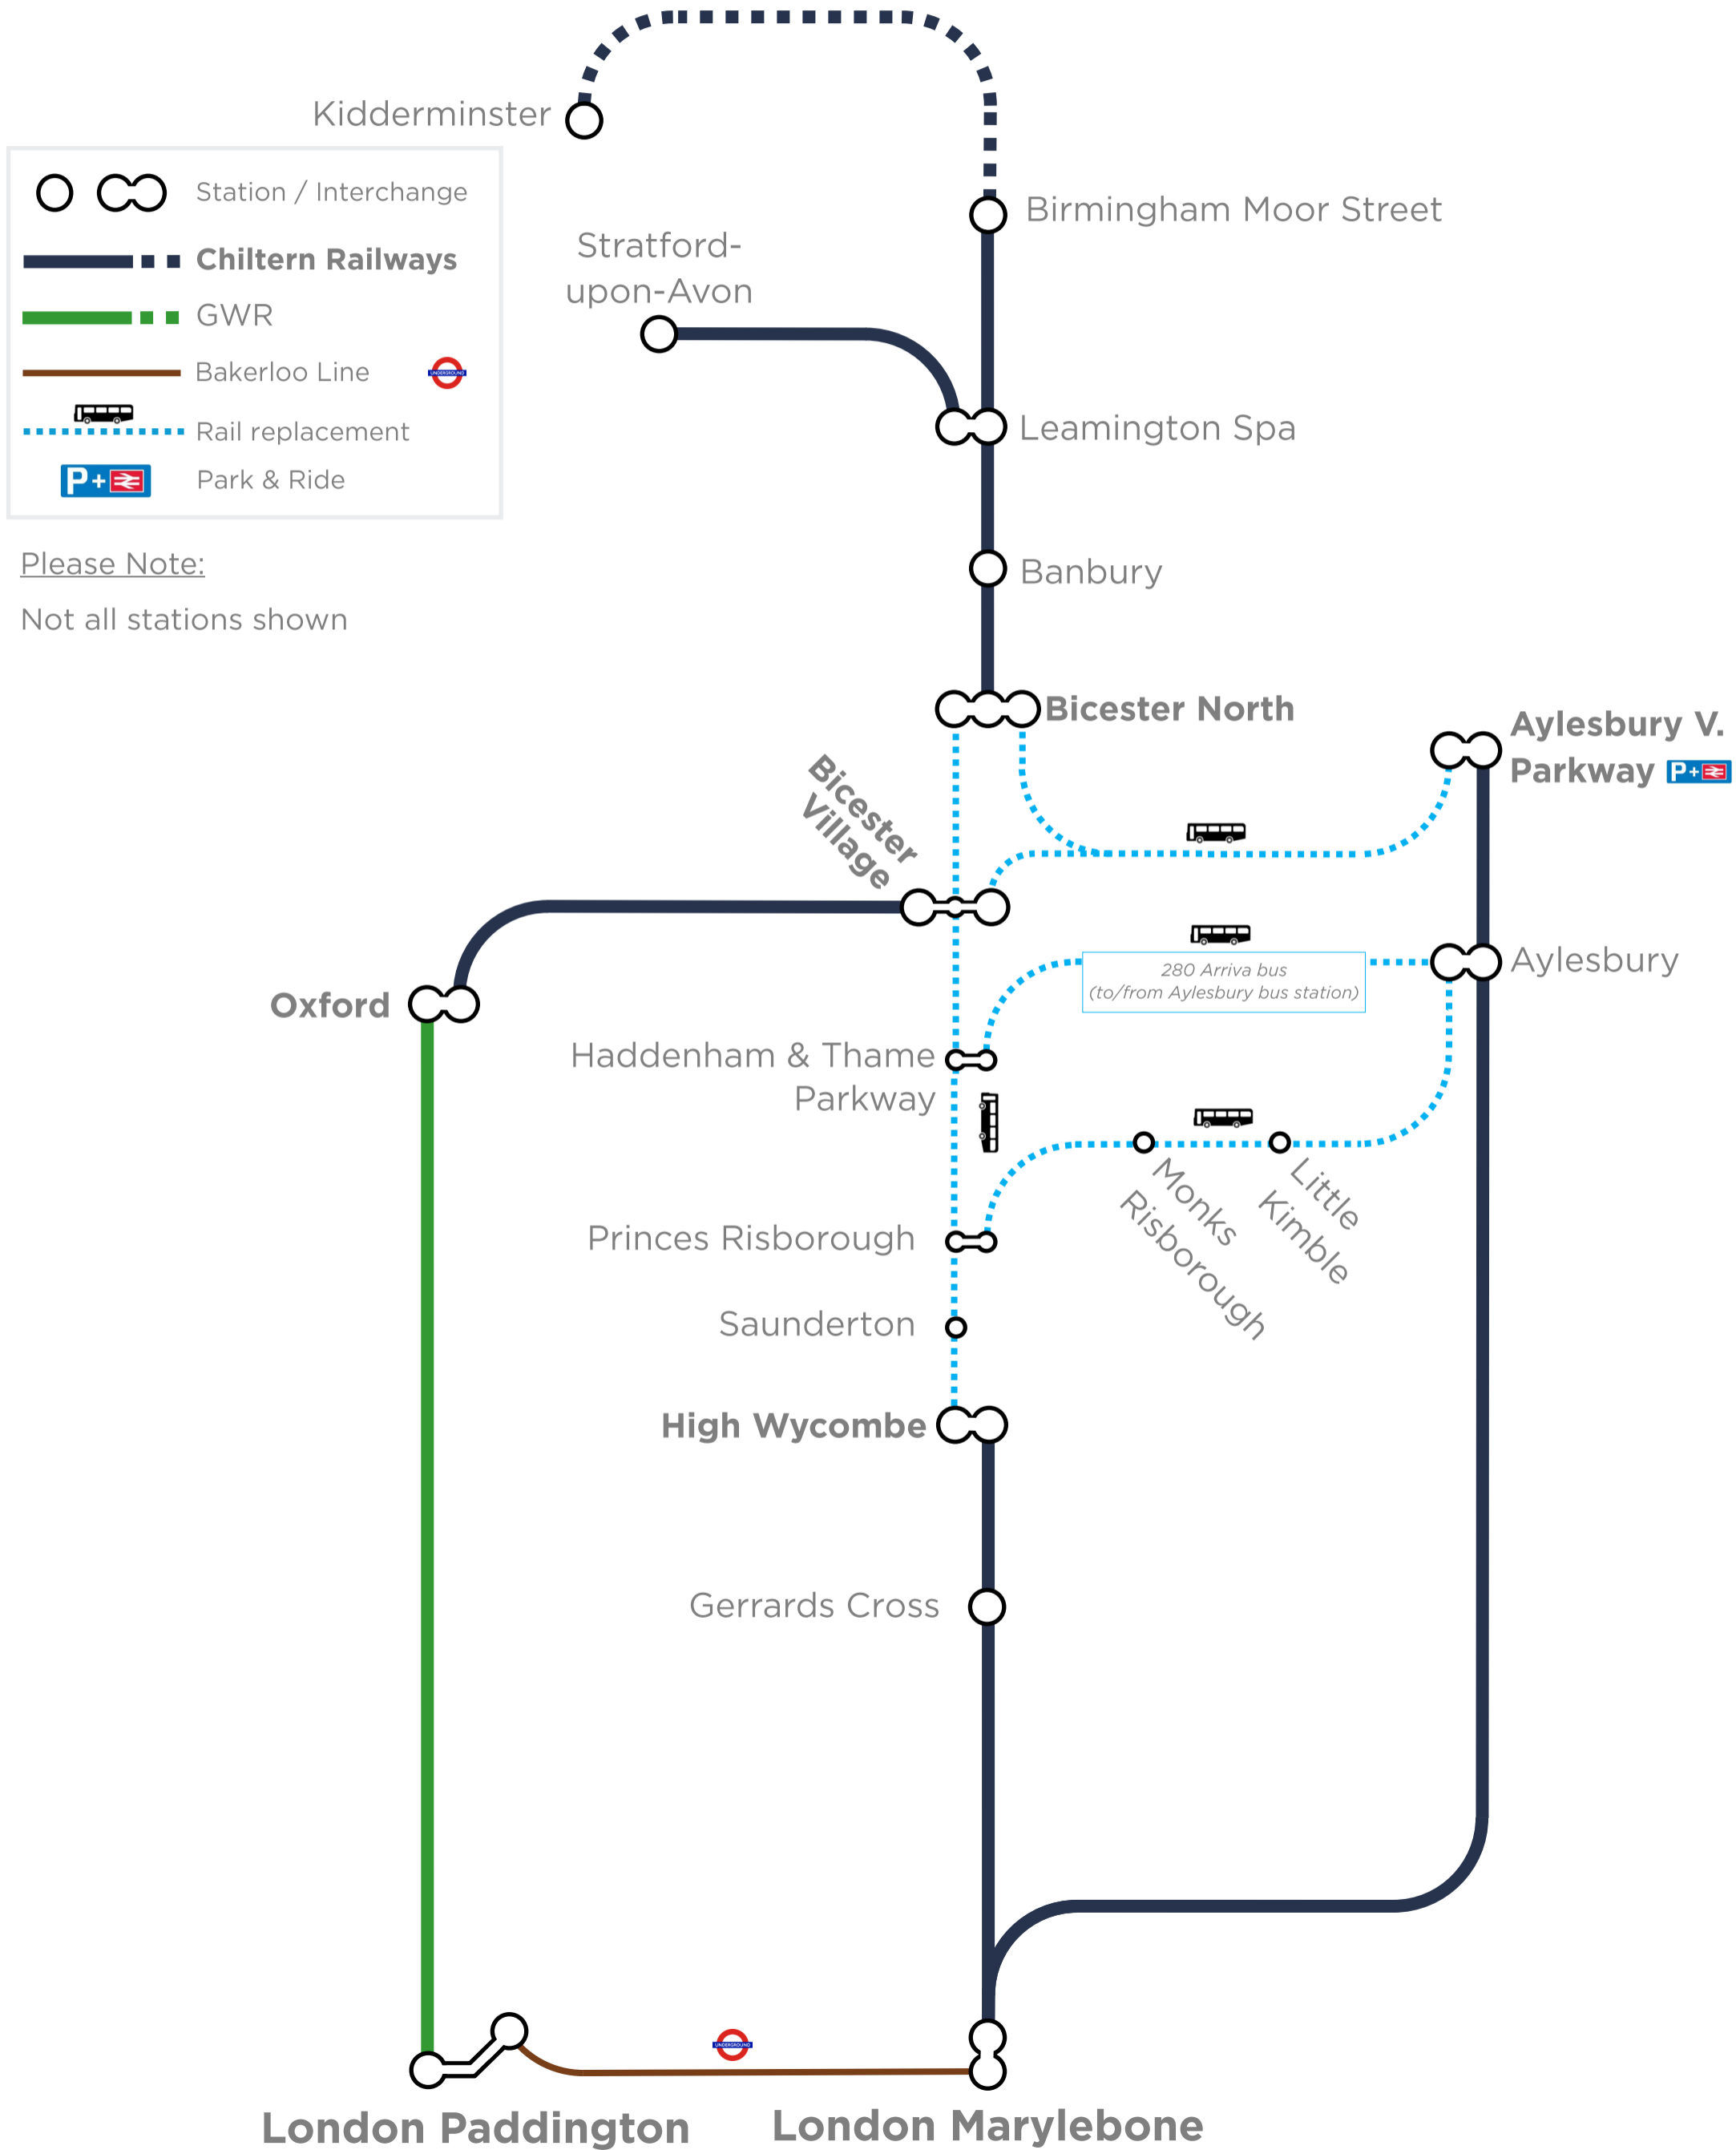 Kidderminster
Station / Interchange
Chiltern Railways
GWR
Bakerloo Line
UNDERGROUND
Rail replacement
P+
Park & Ride
Please Note:
Not all stations shown
Birmingham Moor Street
Stratford-
upon-Avon
Leamington Spa
Banbury
Bicester North
Aylesbury V.
Parkway P+
Bicester
Village
280 Arriva bus
(to/from Aylesbury bus station)
Aylesbury
Oxford
Haddenham & Thame
Parkway
Monks
Risborough
Little
Kimble
Princes Risborough
Saunderton
High Wycombe
Gerrards Cross
UNDERGROUND
London Paddington
London Marylebone